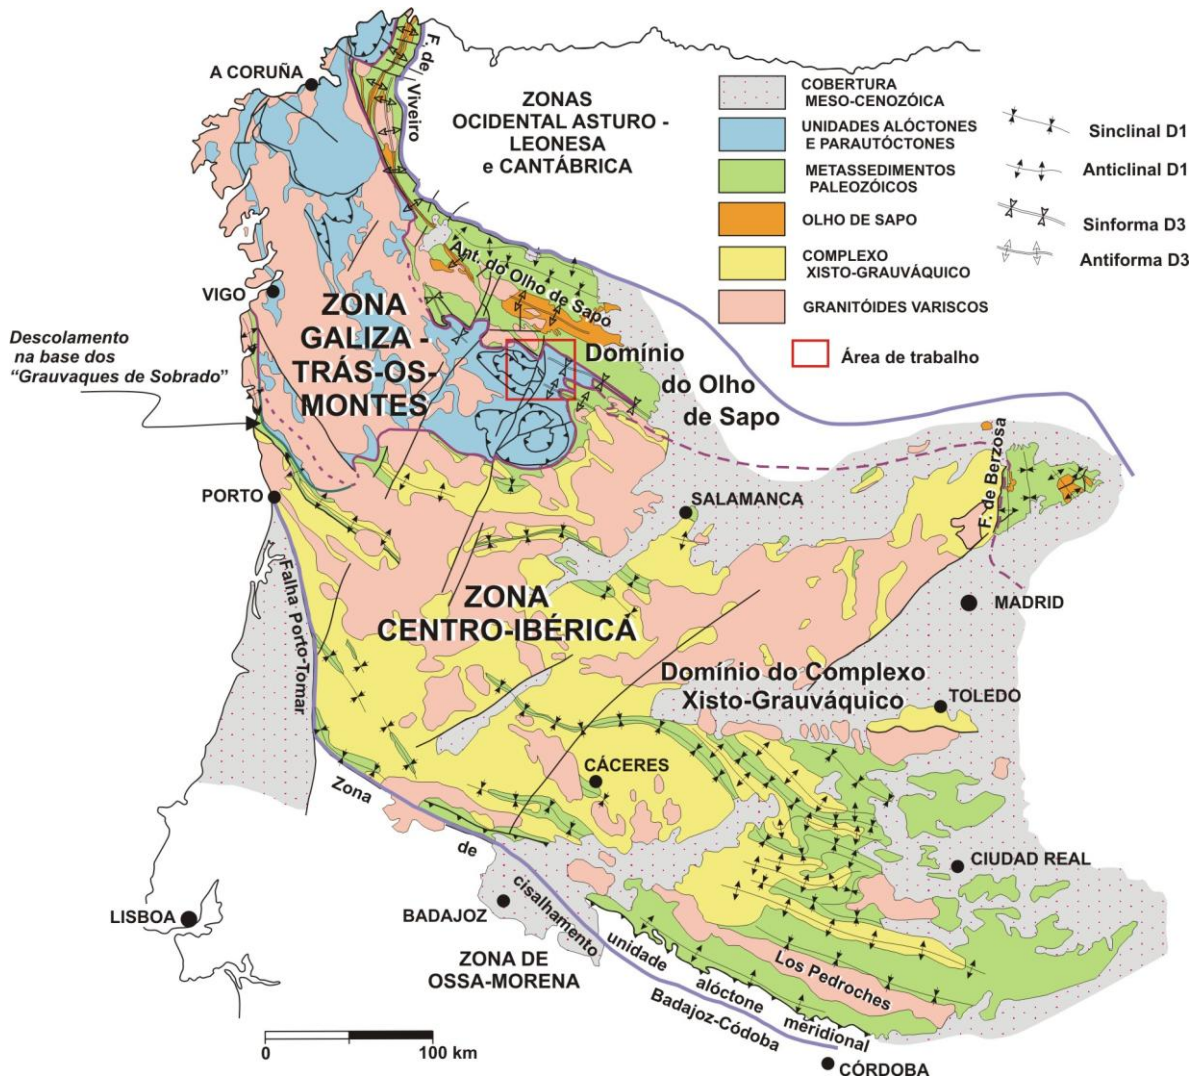 A CORUÑA
F. de Viveiro
ZONAS
OCIDENTAL ASTURO -
LEONESA
e CANTÁBRICA
COBERTURA
MESO-CENOZÓICA
UNIDADES ALÓCTONES
E PARAUTÓCTONES
METASSEDIMENTOS
PALEOZÓICOS
OLHO DE SAPO
COMPLEXO
XISTO-GRAUVÁQUICO
GRANITÓIDES VARISCOS
Área de trabalho
Sinclinal D1
Anticlinal D1
Sinforma D3
Antiforma D3
Ant. do Olho de Sapo
VIGO
ZONA
GALIZA -
TRÁS-OS-
MONTES
Descolamento
na base dos
“Grauvaques de Sobrado”
Domínio
do Olho
de Sapo
PORTO
SALAMANCA
F. de Berzosa
MADRID
Falha Porto-Tomar
ZONA
CENTRO-IBÉRICA
Domínio do Complexo
Xisto-Grauváquico
TOLEDO
CÁCERES
Zona
de
cisalhamento
Badajoz-Códoba
CIUDAD REAL
LISBOA
BADAJOZ
ZONA DE
OSSA-MORENA
unidade
alóctone
meridional
Los Pedroches
0
100 km
CÓRDOBA